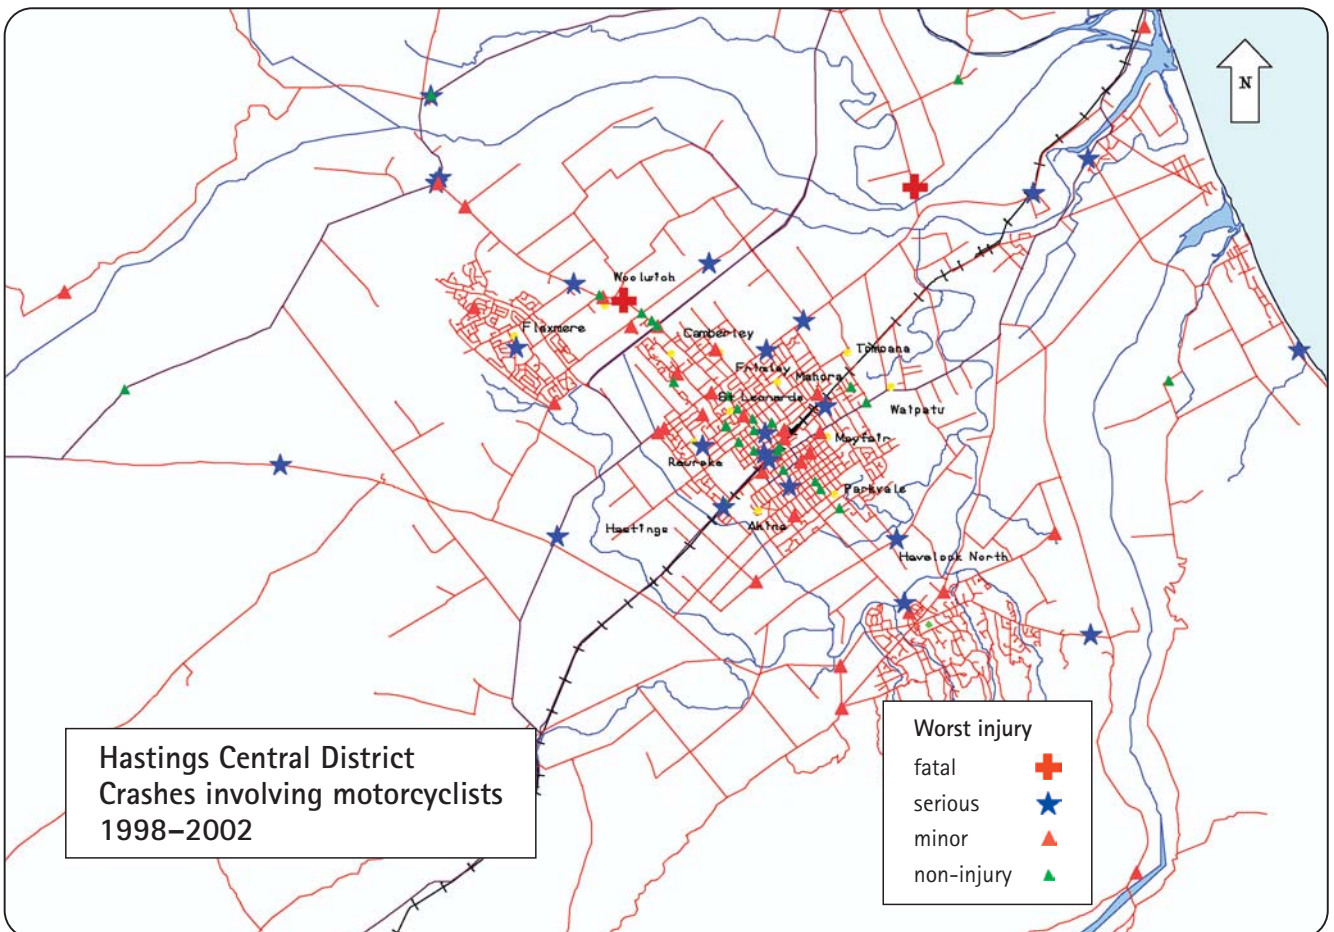 N
Woolwich
Flaxmere
Camberley
Tomoana
Frimley
Mahora
St Leonards
Waipatu
Mayfair
Raureka
Parkvale
Hastings
Akina
Havelock North
Hastings Central District
Crashes involving motorcyclists
1998–2002
Worst injury
fatal
serious
minor
non-injury